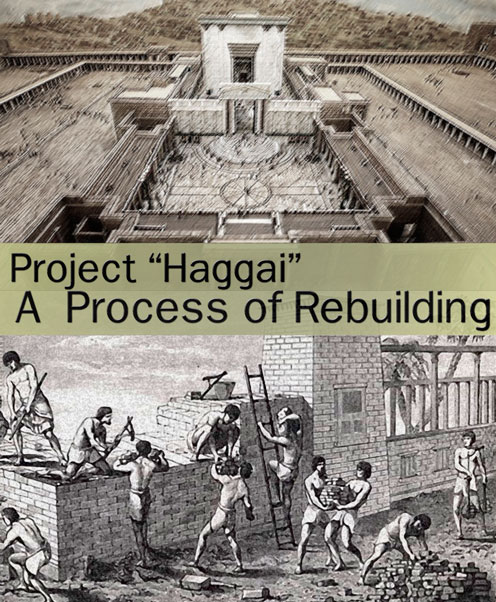 Project “Haggai”
A Process of Rebuilding